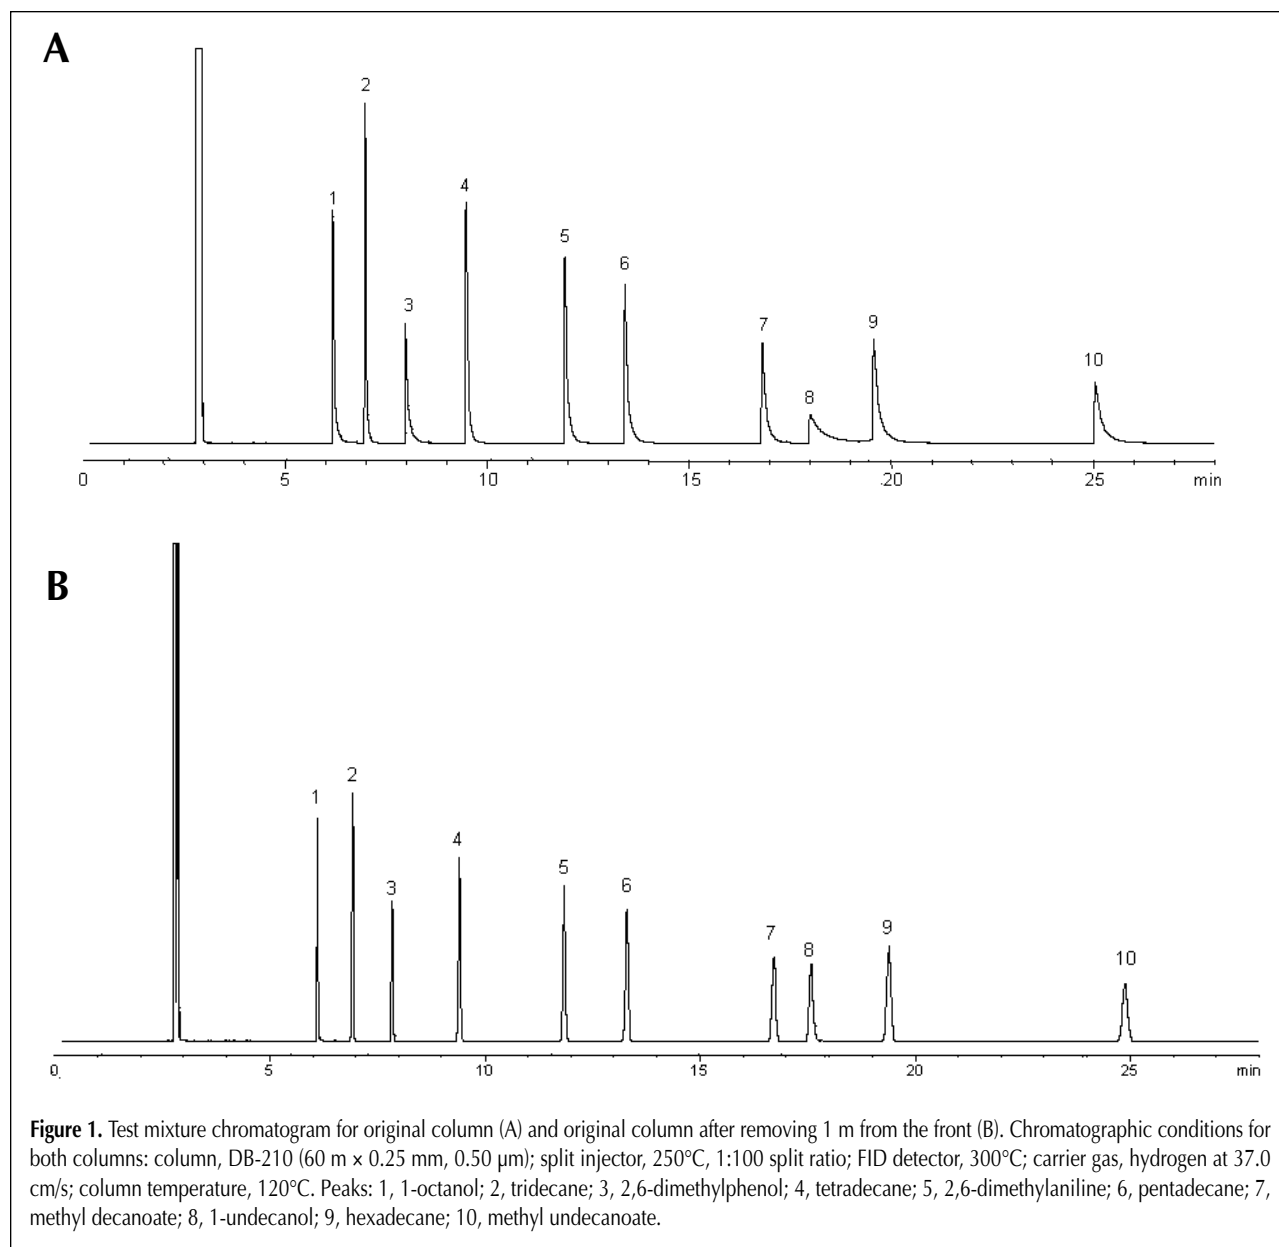 A
2
1
4
5
6
3
7
9
8
10
0 5 10 15 20 25 min
B
2
1
4
5
6
3
7
9
8
10
0 5 10 15 20 25 min
Figure 1. Test mixture chromatogram for original column (A) and original column after removing 1 m from the front (B). Chromatographic conditions for
both columns: column, DB-210 (60 m × 0.25 mm, 0.50 µm); split injector, 250°C, 1:100 split ratio; FID detector, 300°C; carrier gas, hydrogen at 37.0
cm/s; column temperature, 120°C. Peaks: 1, 1-octanol; 2, tridecane; 3, 2,6-dimethylphenol; 4, tetradecane; 5, 2,6-dimethylaniline; 6, pentadecane; 7,
methyl decanoate; 8, 1-undecanol; 9, hexadecane; 10, methyl undecanoate.